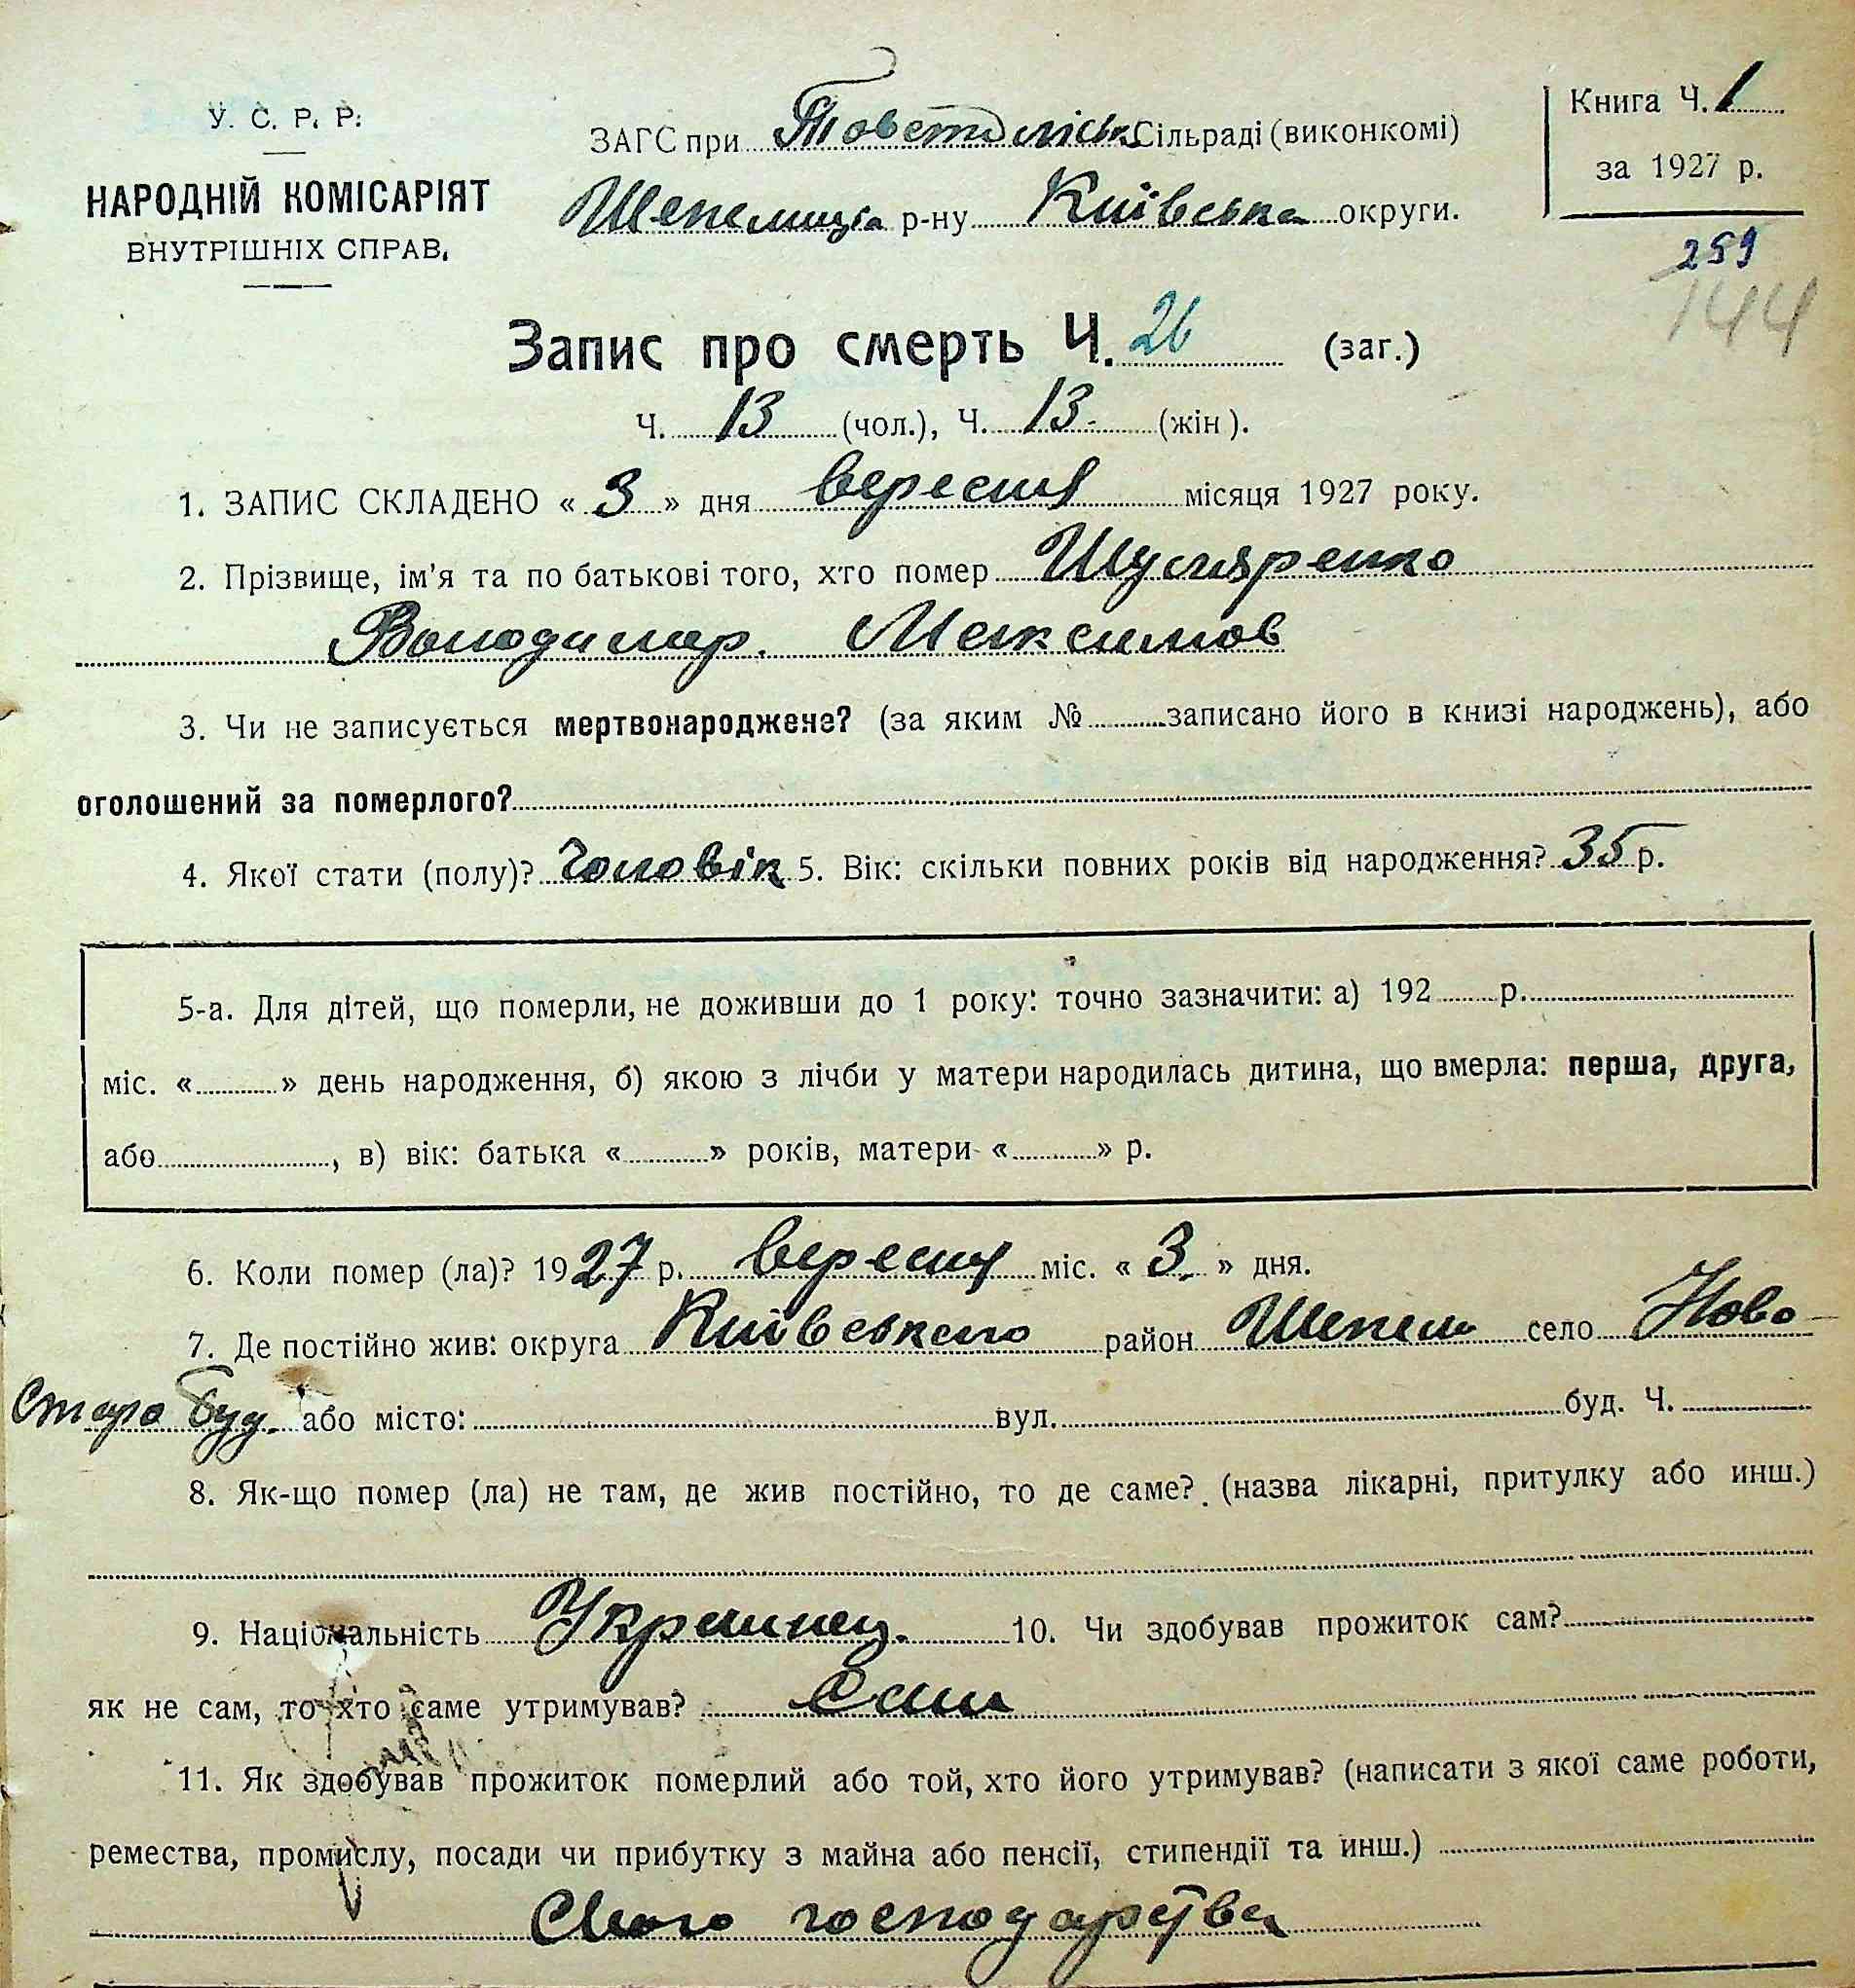 У. С. Р. Р.
НАРОДНІЙ КОМІСАРІЯТ
ВНУТРІШНІХ СПРАВ.
ЗАГС при Товстоліськ Сільраді (виконкомі)
Шепелицька р-ну Київська округи.
Книга Ч. 1
за 1927 р.
259
144
Запис про смерть Ч. 26 (заг.)
Ч. 13 (чол.), Ч. 13 (жін).
1. ЗАПИС СКЛАДЕНО « 3 » дня вересня місяця 1927 року.
2. Прізвище, ім'я та по батькові того, хто помер Шусляренко
Володимар. Максимов
3. Чи не записується мертвонароджене? (за яким № записано його в книзі народжень), або
оголошений за померлого?
4. Якої стати (полу)? Чоловік 5. Вік: скільки повних років від народження? 35 р.
5-а. Для дітей, що померли, не доживши до 1 року: точно зазначити: а) 192 р.
міс. « » день народження, б) якою з лічби у матери народилась дитина, що вмерла: перша, друга,
або , в) вік: батька « » років, матери « » р.
6. Коли помер (ла)? 1927 р. вересня міс. « 3. » дня.
7. Де постійно жив: округа Київського район Шепел село Ново-
Старо Буд. або місто: вул. буд. Ч.
8. Як-що помер (ла) не там, де жив постійно, то де саме? (назва лікарні, притулку або инш.)
9. Національність Украинец. 10. Чи здобував прожиток сам?
як не сам, то хто саме утримував? Сам
11. Як здобував прожиток померлий або той, хто його утримував? (написати з якої саме роботи,
ремества, промислу, посади чи прибутку з майна або пенсії, стипендії та инш.)
Свого господарства